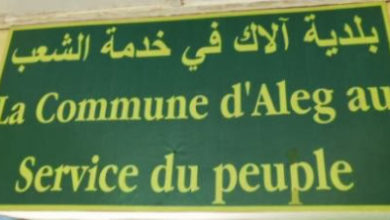 بلدية آلاك في خدمة الشعب
La Commune d'Aleg au
Service du peuple